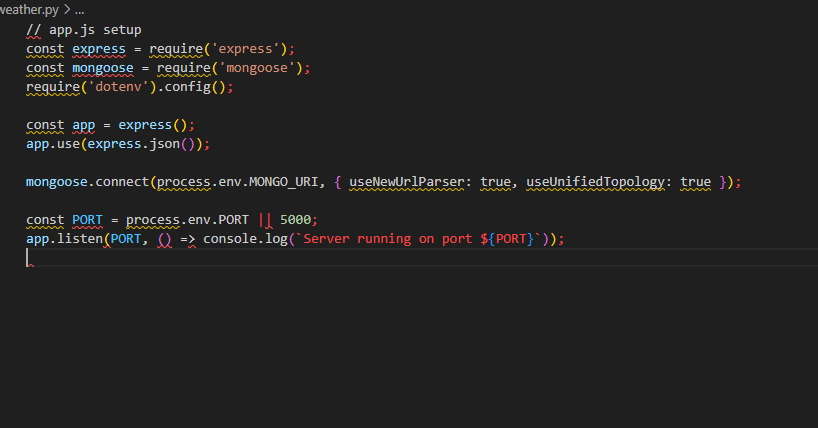 weather.py > ...
// app.js setup
const express = require('express');
const mongoose = require('mongoose');
require('dotenv').config();
const app = express();
app.use(express.json());
mongoose.connect(process.env.MONGO_URI, { useNewUrlParser: true, useUnifiedTopology: true });
const PORT = process.env.PORT || 5000;
app.listen(PORT, () => console.log(`Server running on port ${PORT}`));